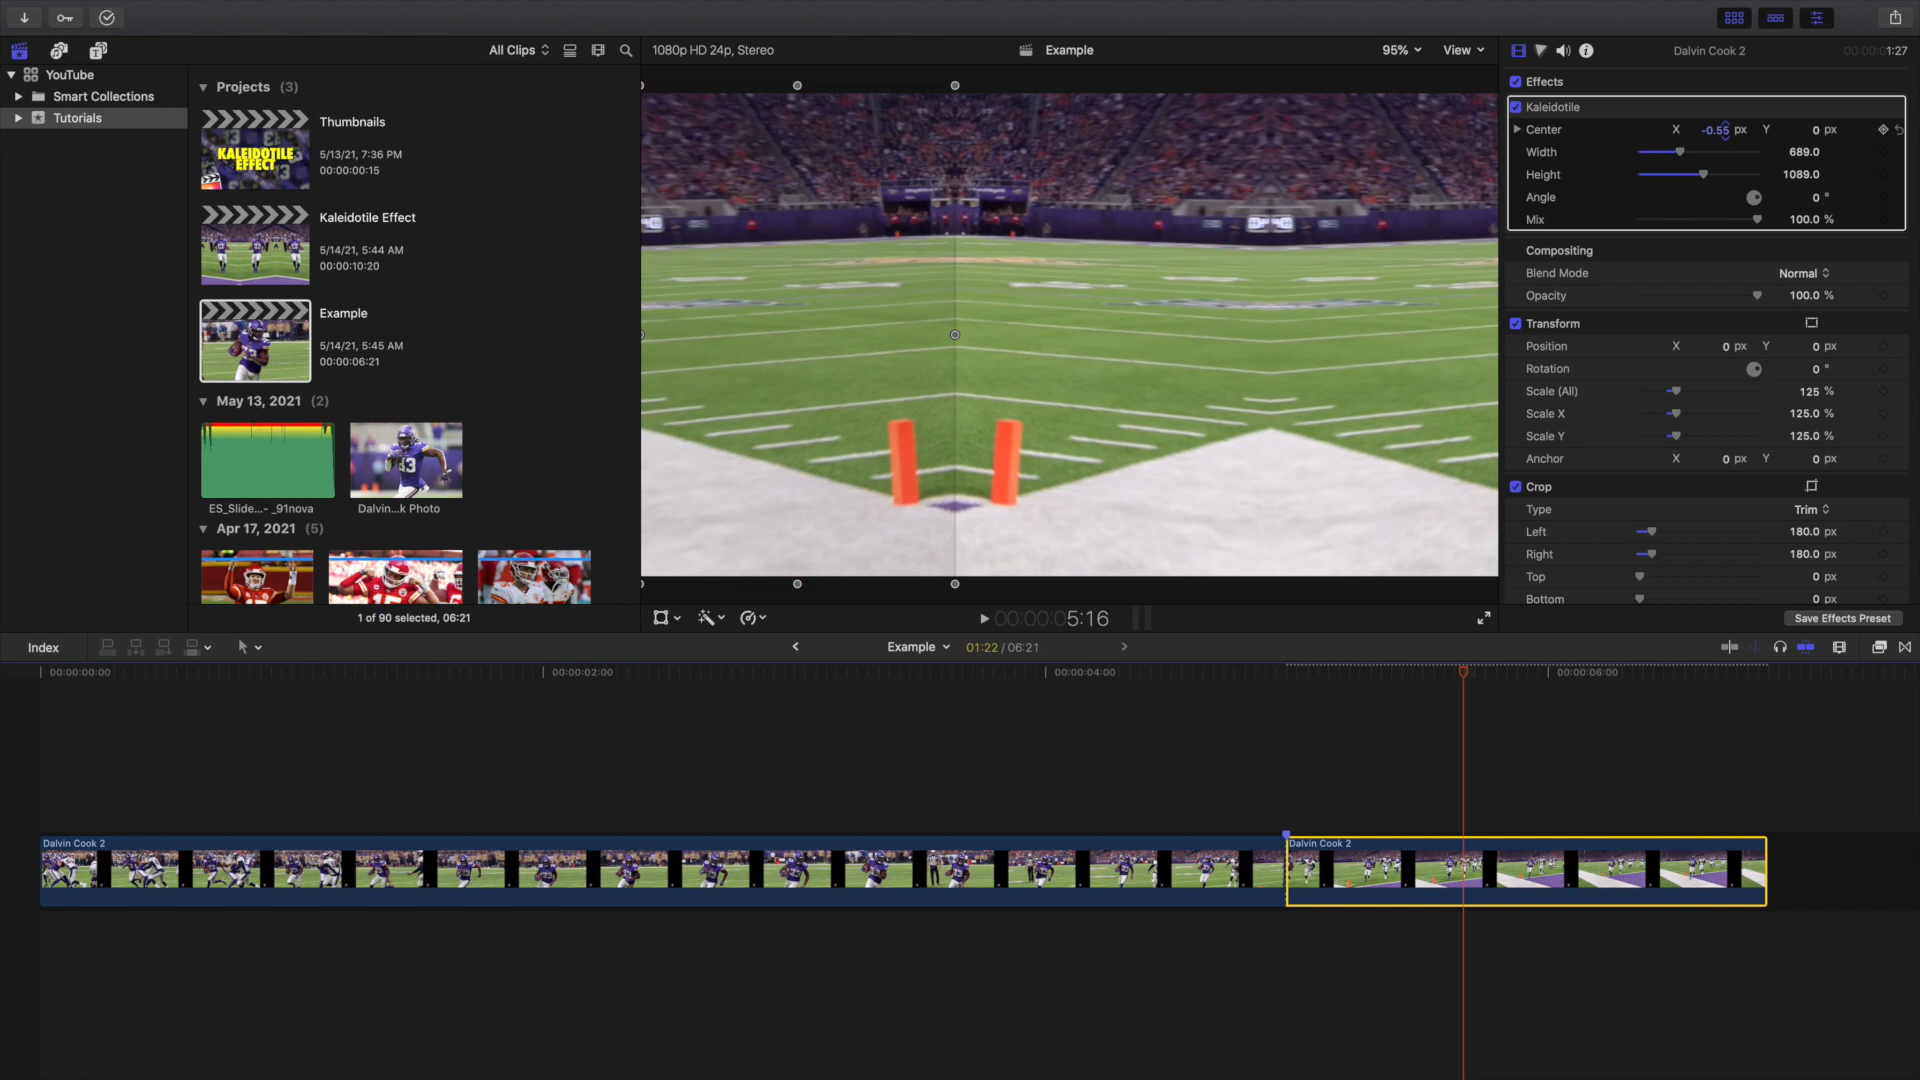 All Clips
1080p HD 24p, Stereo
Example
95%
View
Dalvin Cook 2
00:00:00:01:27
YouTube
Smart Collections
Tutorials
Projects (3)
Thumbnails
5/13/21, 7:36 PM
00:00:00:15
KALEIDOTILE
EFFECT
Kaleidotile Effect
5/14/21, 5:44 AM
00:00:10:20
Example
5/14/21, 5:45 AM
00:00:06:21
May 13, 2021 (2)
ES_Slide...- _91nova
Dalvin...k Photo
Apr 17, 2021 (5)
1 of 90 selected, 06:21
00:00:00:05:16
Effects
Kaleidotile
Center X -0.55 px Y 0 px
Width 689.0
Height 1089.0
Angle 0 °
Mix 100.0 %
Compositing
Blend Mode Normal
Opacity 100.0 %
Transform
Position X 0 px Y 0 px
Rotation 0 °
Scale (All) 125 %
Scale X 125.0 %
Scale Y 125.0 %
Anchor X 0 px Y 0 px
Crop
Type Trim
Left 180.0 px
Right 180.0 px
Top 0 px
Bottom 0 px
Save Effects Preset
Index
Example
01:22 / 06:21
00:00:00:00
00:00:02:00
00:00:04:00
00:00:06:00
Dalvin Cook 2
Dalvin Cook 2